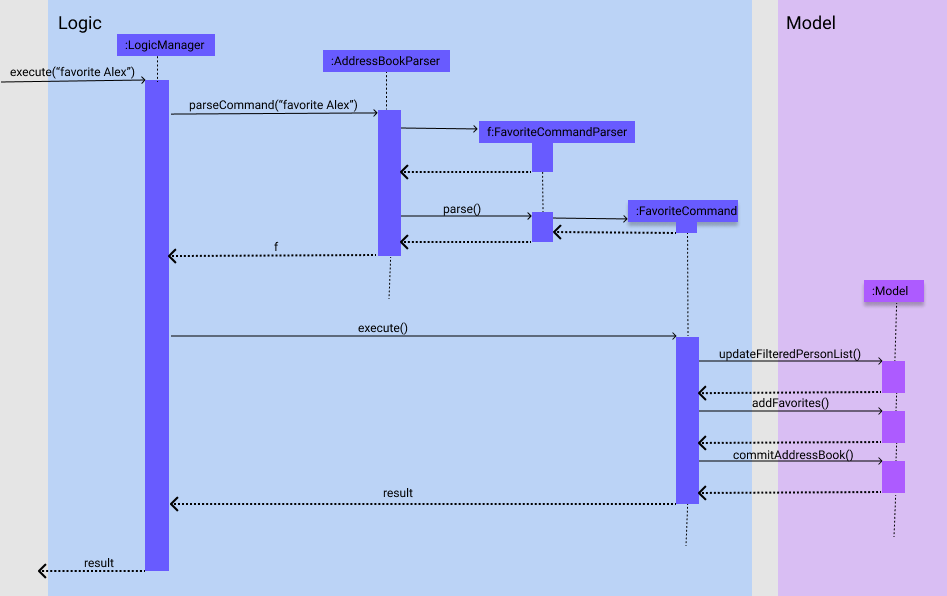 Logic
Model
:LogicManager
:AddressBookParser
execute(“favorite Alex”)
parseCommand(“favorite Alex”)
f:FavoriteCommandParser
parse()
:FavoriteCommand
f
:Model
execute()
updateFilteredPersonList()
addFavorites()
commitAddressBook()
result
result